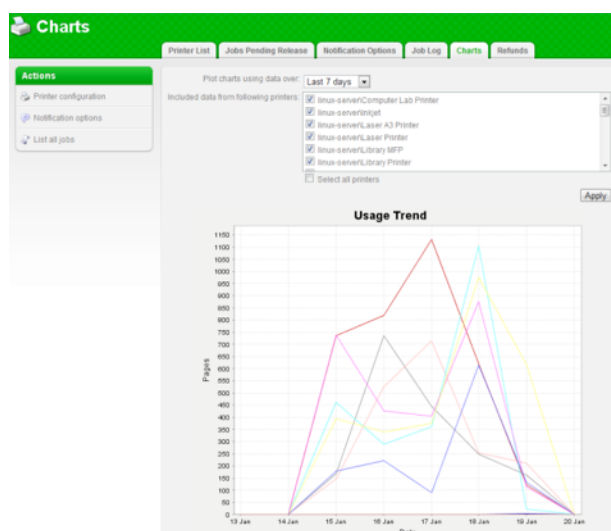 Charts
Printer List Jobs Pending Release Notification Options Job Log Charts Refunds
Actions
Printer configuration
Notification options
List all jobs
Plot charts using data over: Last 7 days
Included data from following printers:
linux-server\Computer Lab Printer
linux-server\Inkjet
linux-server\Laser A3 Printer
linux-server\Laser Printer
linux-server\Library MFP
linux-server\Library Printer
Select all printers
Apply
Usage Trend
1150
1100
1050
1000
950
900
850
800
750
700
650
600
550
500
450
400
350
300
250
200
150
100
50
0
Pages
13 Jan 14 Jan 15 Jan 16 Jan 17 Jan 18 Jan 19 Jan 20 Jan